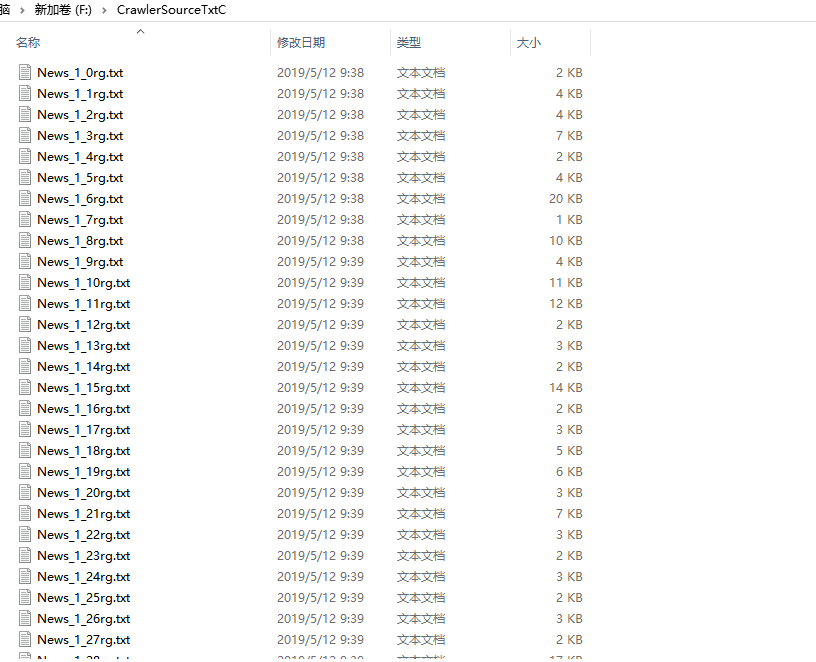 脑 › 新加卷 (F:) › CrawlerSourceTxtC
名称 修改日期 类型 大小
News_1_0rg.txt 2019/5/12 9:38 文本文档 2 KB
News_1_1rg.txt 2019/5/12 9:38 文本文档 4 KB
News_1_2rg.txt 2019/5/12 9:38 文本文档 4 KB
News_1_3rg.txt 2019/5/12 9:38 文本文档 7 KB
News_1_4rg.txt 2019/5/12 9:38 文本文档 2 KB
News_1_5rg.txt 2019/5/12 9:38 文本文档 4 KB
News_1_6rg.txt 2019/5/12 9:38 文本文档 20 KB
News_1_7rg.txt 2019/5/12 9:38 文本文档 1 KB
News_1_8rg.txt 2019/5/12 9:38 文本文档 10 KB
News_1_9rg.txt 2019/5/12 9:39 文本文档 4 KB
News_1_10rg.txt 2019/5/12 9:39 文本文档 11 KB
News_1_11rg.txt 2019/5/12 9:39 文本文档 12 KB
News_1_12rg.txt 2019/5/12 9:39 文本文档 2 KB
News_1_13rg.txt 2019/5/12 9:39 文本文档 3 KB
News_1_14rg.txt 2019/5/12 9:39 文本文档 2 KB
News_1_15rg.txt 2019/5/12 9:39 文本文档 14 KB
News_1_16rg.txt 2019/5/12 9:39 文本文档 2 KB
News_1_17rg.txt 2019/5/12 9:39 文本文档 3 KB
News_1_18rg.txt 2019/5/12 9:39 文本文档 5 KB
News_1_19rg.txt 2019/5/12 9:39 文本文档 6 KB
News_1_20rg.txt 2019/5/12 9:39 文本文档 3 KB
News_1_21rg.txt 2019/5/12 9:39 文本文档 7 KB
News_1_22rg.txt 2019/5/12 9:39 文本文档 3 KB
News_1_23rg.txt 2019/5/12 9:39 文本文档 2 KB
News_1_24rg.txt 2019/5/12 9:39 文本文档 3 KB
News_1_25rg.txt 2019/5/12 9:39 文本文档 2 KB
News_1_26rg.txt 2019/5/12 9:39 文本文档 3 KB
News_1_27rg.txt 2019/5/12 9:39 文本文档 2 KB